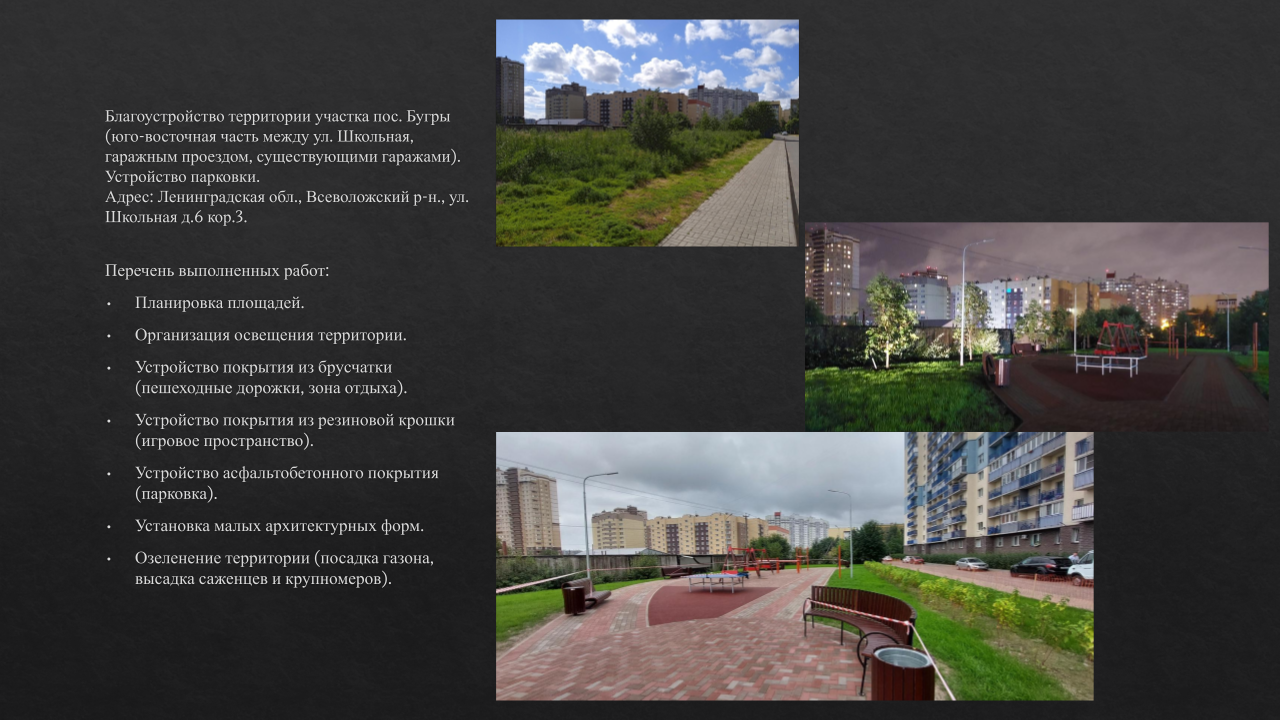 Благоустройство территории участка пос. Бугры
(юго-восточная часть между ул. Школьная,
гаражным проездом, существующими гаражами).
Устройство парковки.
Адрес: Ленинградская обл., Всеволожский р-н., ул.
Школьная д.6 кор.3.
Перечень выполненных работ:
• Планировка площадей.
• Организация освещения территории.
• Устройство покрытия из брусчатки
(пешеходные дорожки, зона отдыха).
• Устройство покрытия из резиновой крошки
(игровое пространство).
• Устройство асфальтобетонного покрытия
(парковка).
• Установка малых архитектурных форм.
• Озеленение территории (посадка газона,
высадка саженцев и крупномеров).